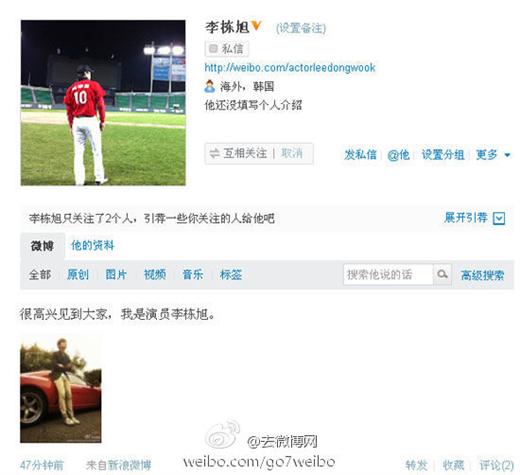 李栋旭 (设置备注)
私信
http://weibo.com/actorleedongwook
海外，韩国
他还没填写个人介绍
10
互相关注 | 取消
发私信 @他 设置分组 更多
李栋旭只关注了2个人，引荐一些你关注的人给他吧 展开引荐
微博 他的资料
全部 原创 图片 视频 音乐 标签 搜索他说的话 高级搜索
很高兴见到大家，我是演员李栋旭。
@去微博网
weibo.com/go7weibo
47分钟前 来自新浪微博 转发 收藏 评论(2)